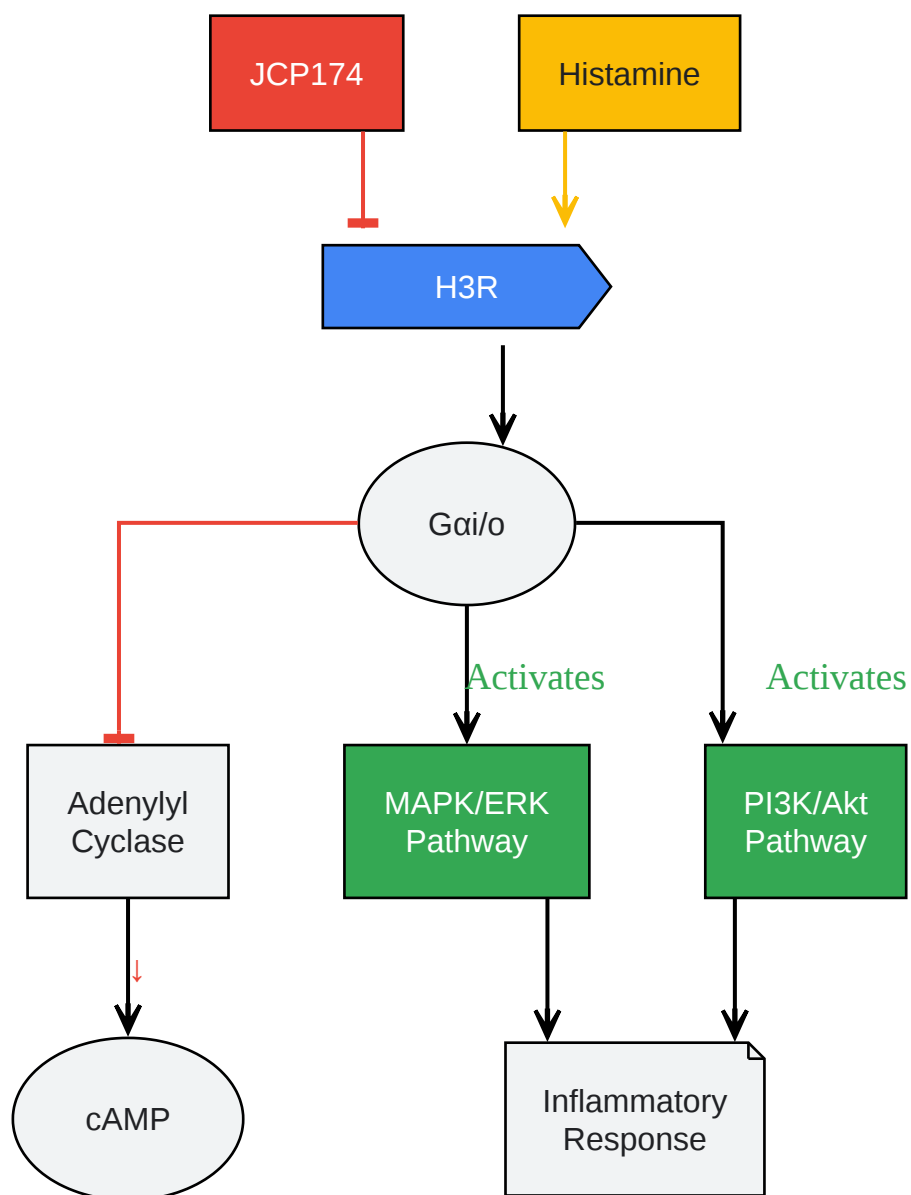 JCP174
Histamine
H3R
Gαi/o
Activates
Activates
Adenylyl
Cyclase
MAPK/ERK
Pathway
PI3K/Akt
Pathway
↓
cAMP
Inflammatory
Response